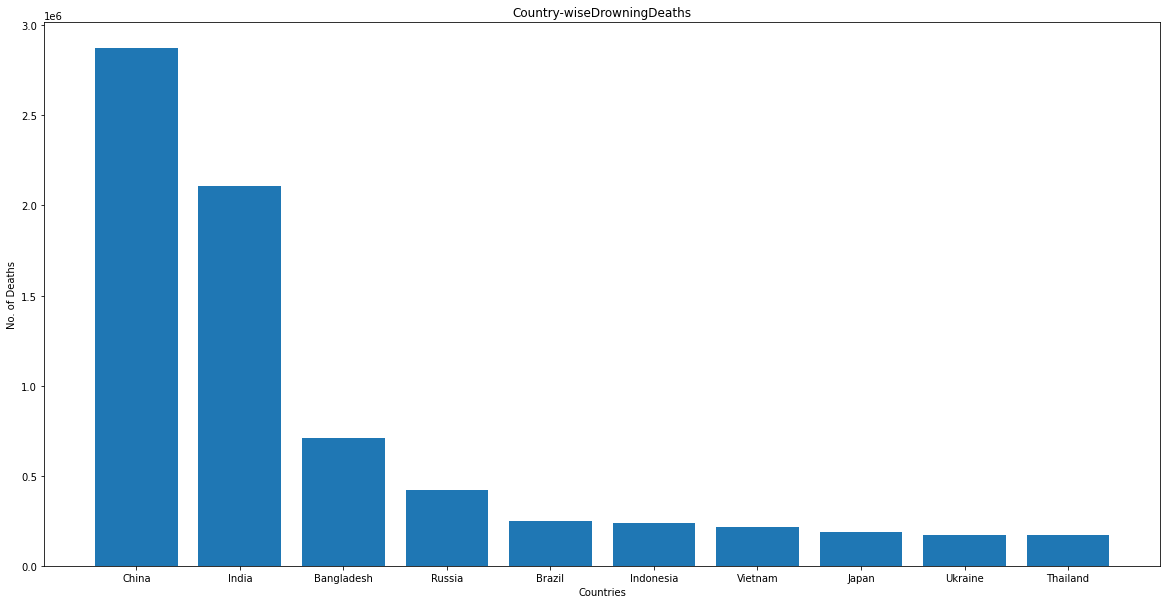 Country-wiseDrowningDeaths
1e6
3.0
2.5
2.0
1.5
1.0
0.5
0.0
No. of Deaths
China India Bangladesh Russia Brazil Indonesia Vietnam Japan Ukraine Thailand
Countries